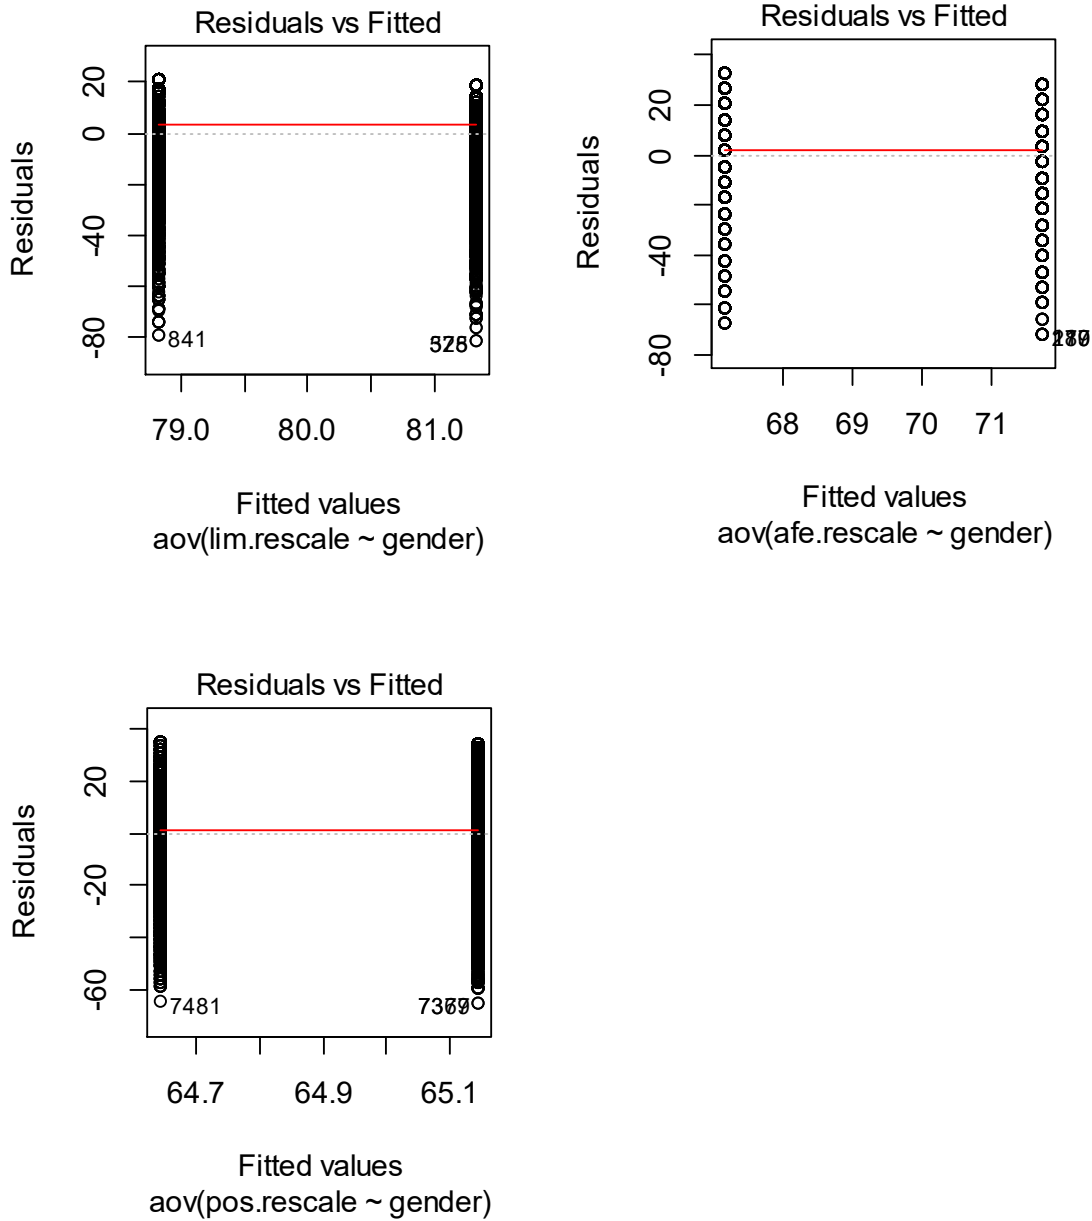 Residuals vs Fitted
Residuals
20
0
-40
-80
841
79.0 80.0 81.0
Fitted values
aov(lim.rescale ~ gender)
Residuals vs Fitted
Residuals
20
0
-40
-80
68 69 70 71
Fitted values
aov(afe.rescale ~ gender)
Residuals vs Fitted
Residuals
20
-20
-60
7481
64.7 64.9 65.1
Fitted values
aov(pos.rescale ~ gender)